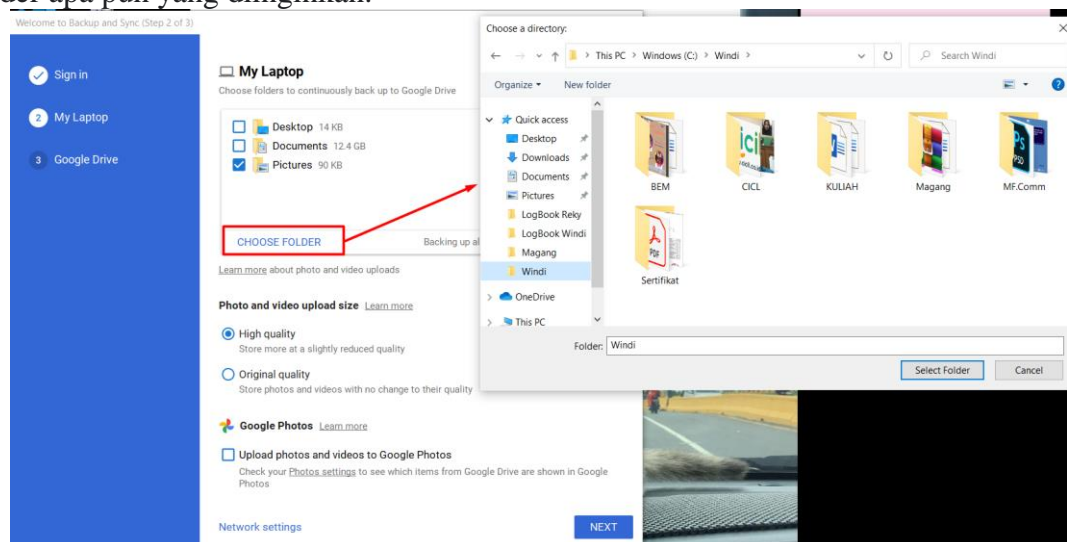 der apa pun yang diinginkan.
Welcome to Backup and Sync (Step 2 of 3)
Sign in
2 My Laptop
3 Google Drive
My Laptop
Choose folders to continuously back up to Google Drive
Desktop 14 KB
Documents 12.4 GB
Pictures 90 KB
CHOOSE FOLDER
Backing up al
Learn more about photo and video uploads
Photo and video upload size Learn more
High quality
Store more at a slightly reduced quality
Original quality
Store photos and videos with no change to their quality
Google Photos Learn more
Upload photos and videos to Google Photos
Check your Photos settings to see which items from Google Drive are shown in Google
Photos
Network settings
NEXT
Choose a directory:
This PC > Windows (C:) > Windi >
Search Windi
Organize
New folder
Quick access
Desktop
Downloads
Documents
Pictures
LogBook Reky
LogBook Windi
Magang
Windi
OneDrive
This PC
BEM
CICL
KULIAH
Magang
MF.Comm
Sertifikat
ici
PS
PSD
PDF
Folder: Windi
Select Folder
Cancel